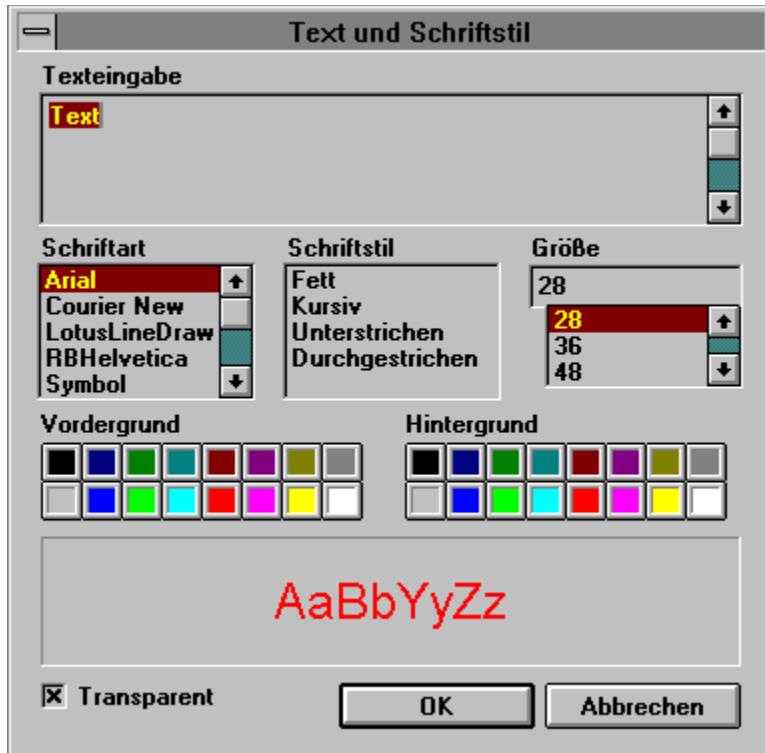 Text und Schriftstil
Texteingabe
Text
Schriftart
Arial
Courier New
LotusLineDraw
RBHelvetica
Symbol
Schriftstil
Fett
Kursiv
Unterstrichen
Durchgestrichen
Größe
28
28
36
48
Vordergrund
Hintergrund
AaBbYyZz
Transparent
OK
Abbrechen